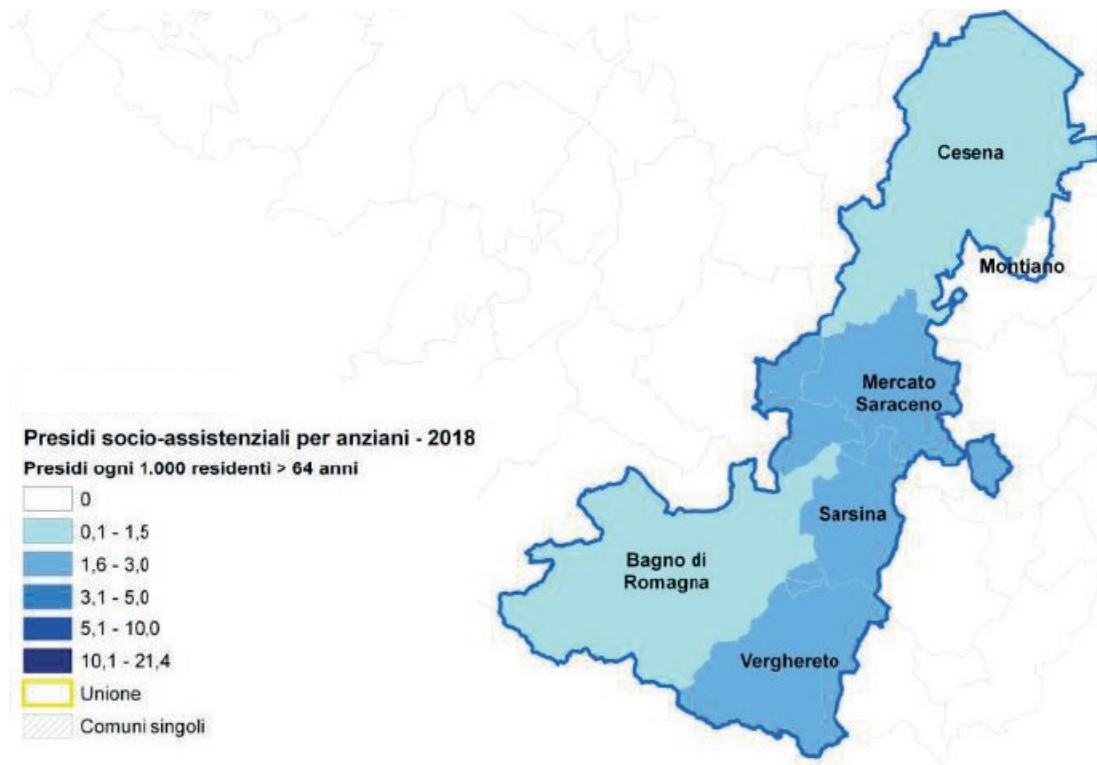 Cesena
Montiano
Mercato
Saraceno
Presidi socio-assistenziali per anziani - 2018
Presidi ogni 1.000 residenti > 64 anni
0
0,1 - 1,5
Sarsina
1,6 - 3,0
Bagno di
Romagna
3,1 - 5,0
5,1 - 10,0
10,1 - 21,4
Verghereto
Unione
Comuni singoli